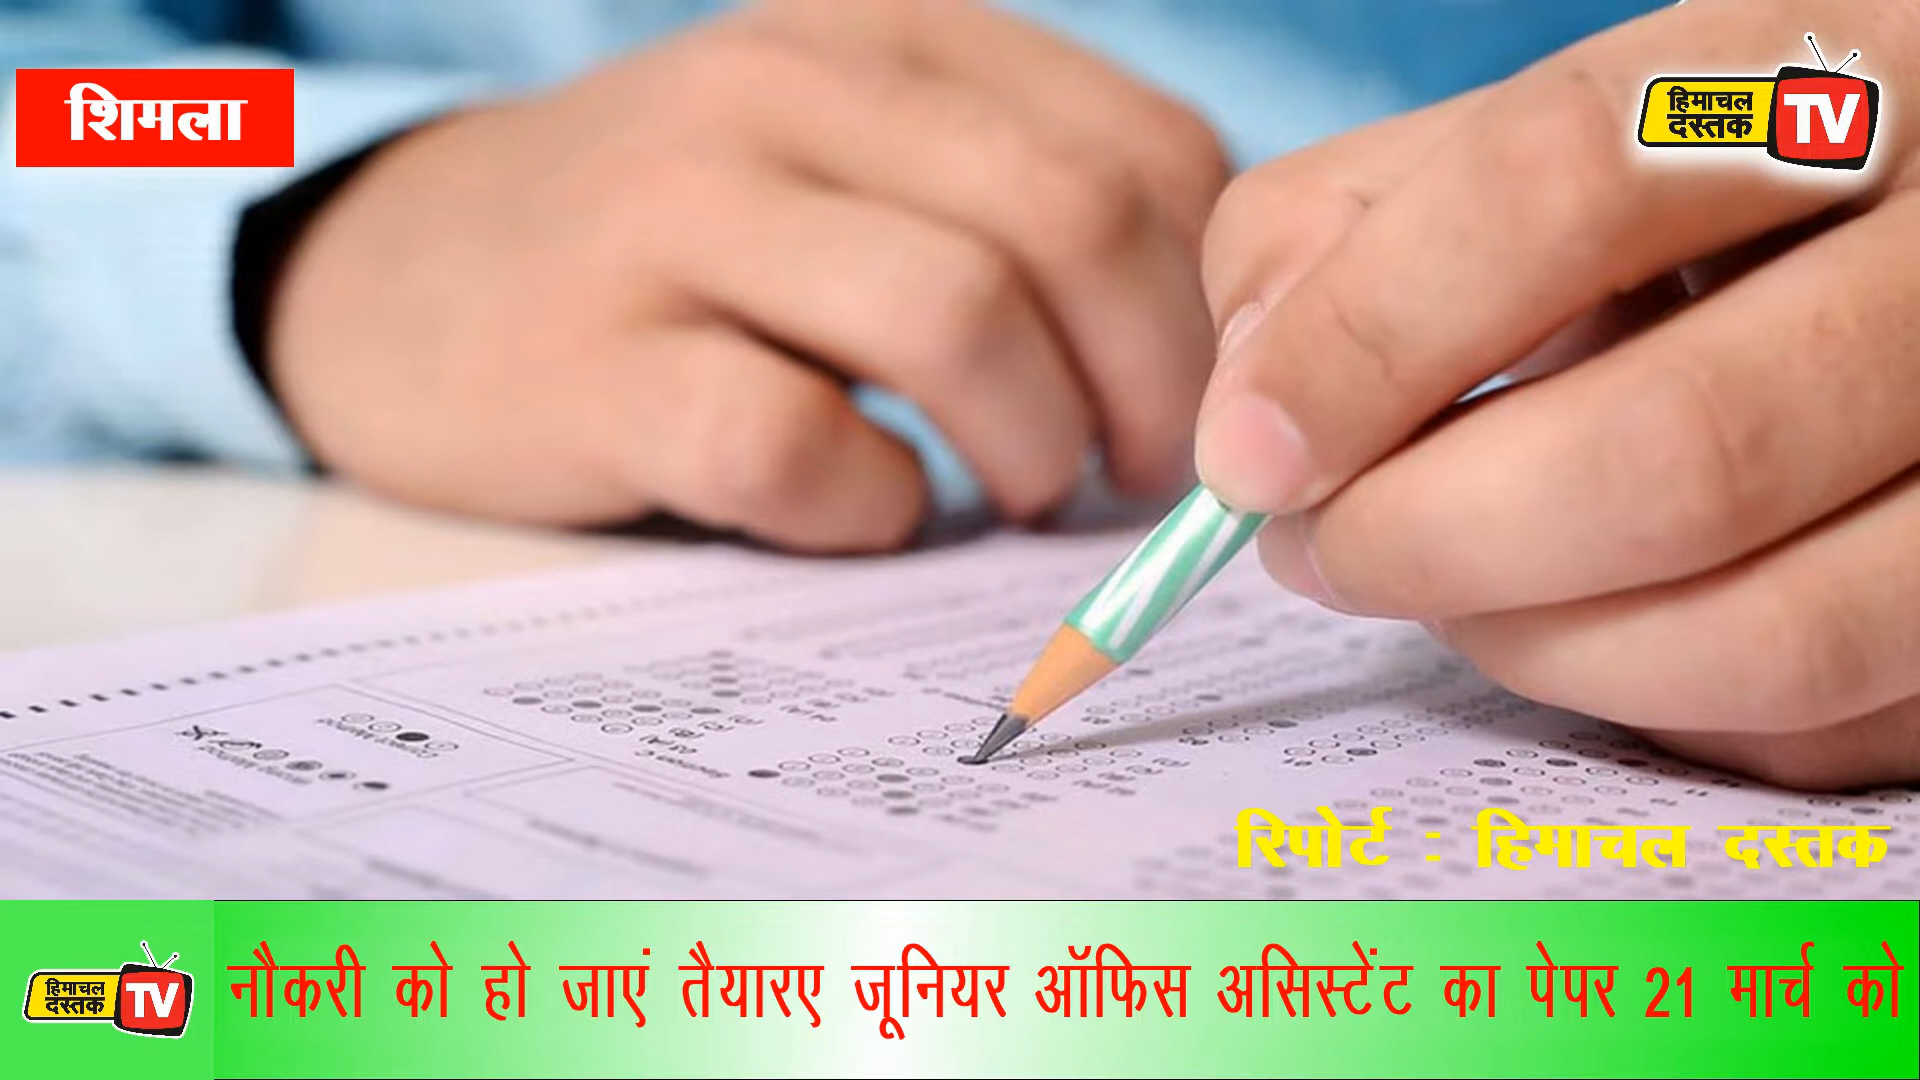 शिमला
हिमाचल
दस्तक
TV
रिपोर्ट : हिमाचल दस्तक
हिमाचल
दस्तक
TV
नौकरी को हो जाएं तैयारए जूनियर ऑफिस असिस्टेंट का पेपर 21 मार्च को